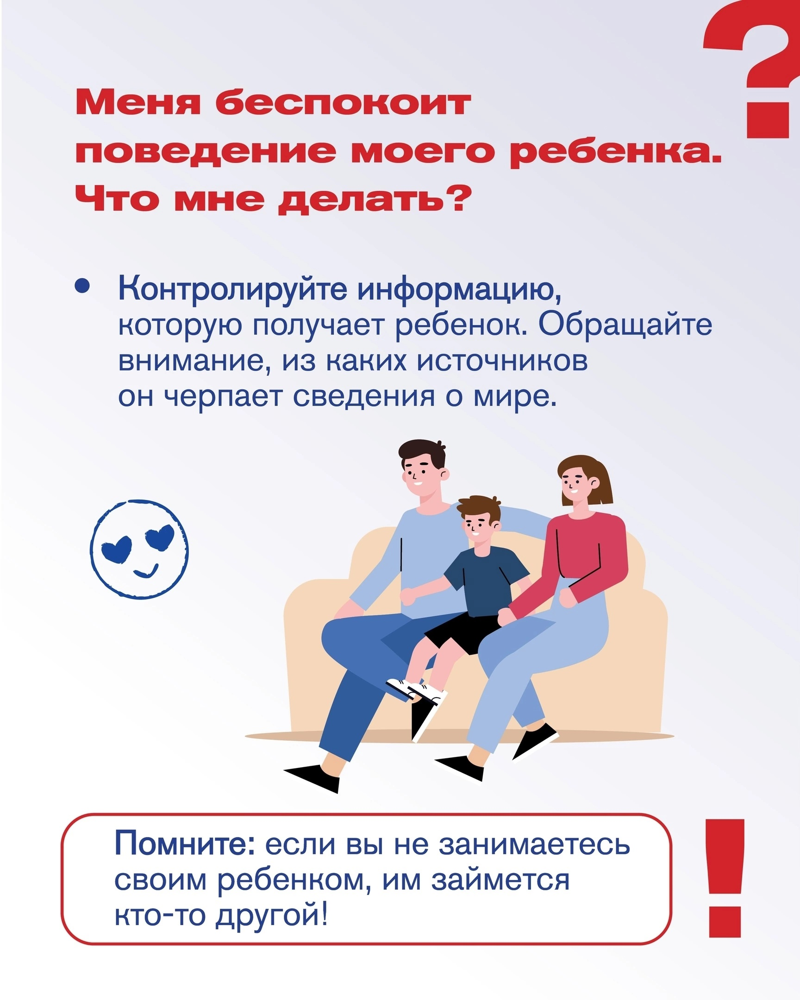 ?
Меня беспокоит
поведение моего ребенка.
Что мне делать?
• Контролируйте информацию,
которую получает ребенок. Обращайте
внимание, из каких источников
он черпает сведения о мире.
Помните: если вы не занимаетесь
своим ребенком, им займется
кто-то другой!
!